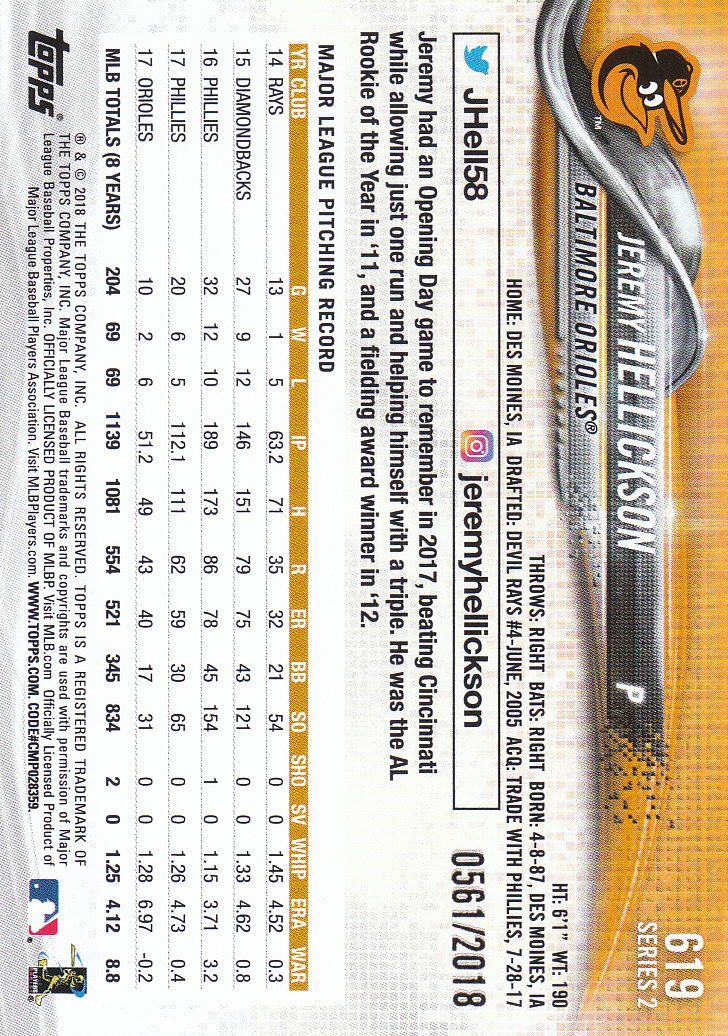 619
SERIES 2
JEREMY HELLICKSON P
BALTIMORE ORIOLES®
TM
HT: 6'1" WT: 190
THROWS: RIGHT BATS: RIGHT BORN: 4-8-87, DES MOINES, IA
HOME: DES MOINES, IA DRAFTED: DEVIL RAYS #4-JUNE, 2005 ACQ: TRADE WITH PHILLIES, 7-28-17
JHell58 jeremyhellickson
0561/2018
Jeremy had an Opening Day game to remember in 2017, beating Cincinnati
while allowing just one run and helping himself with a triple. He was the AL
Rookie of the Year in '11, and a fielding award winner in '12.
MAJOR LEAGUE PITCHING RECORD
YR CLUB G W L IP H R ER BB SO SHO SV WHIP ERA WAR
14 RAYS 13 1 5 63.2 71 35 32 21 54 0 0 1.45 4.52 0.3
15 DIAMONDBACKS 27 9 12 146 151 79 75 43 121 0 0 1.33 4.62 0.8
16 PHILLIES 32 12 10 189 173 86 78 45 154 1 0 1.15 3.71 3.2
17 PHILLIES 20 6 5 112.1 111 62 59 30 65 0 0 1.26 4.73 0.4
17 ORIOLES 10 2 6 51.2 49 43 40 17 31 0 0 1.28 6.97 -0.2
MLB TOTALS (8 YEARS) 204 69 69 1139 1081 554 521 345 834 2 0 1.25 4.12 8.8
topps®
® & © 2018 THE TOPPS COMPANY, INC. ALL RIGHTS RESERVED. TOPPS IS A REGISTERED TRADEMARK OF
THE TOPPS COMPANY, INC. Major League Baseball trademarks and copyrights are used with permission of Major
League Baseball Properties, Inc. OFFICIALLY LICENSED PRODUCT OF MLBP. Visit MLB.com Officially Licensed Product of
Major League Baseball Players Association. Visit MLBPlayers.com. WWW.TOPPS.COM. CODE#CMP028359.
PLAYERS